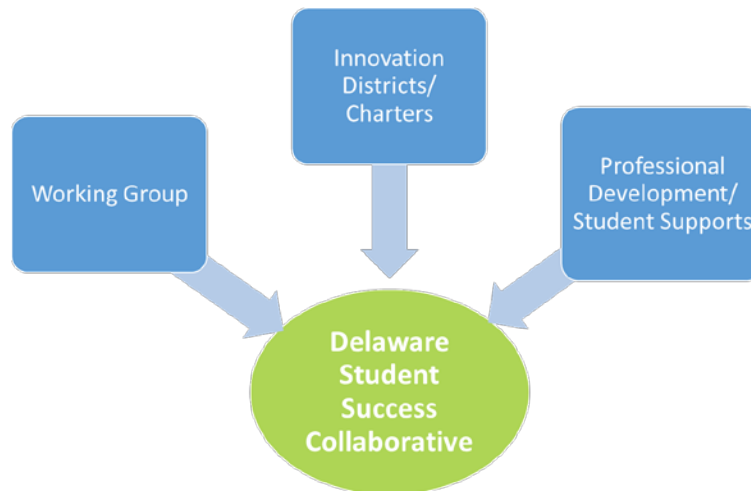 Innovation
Districts/
Charters
Working Group
Professional
Development/
Student Supports
Delaware
Student
Success
Collaborative